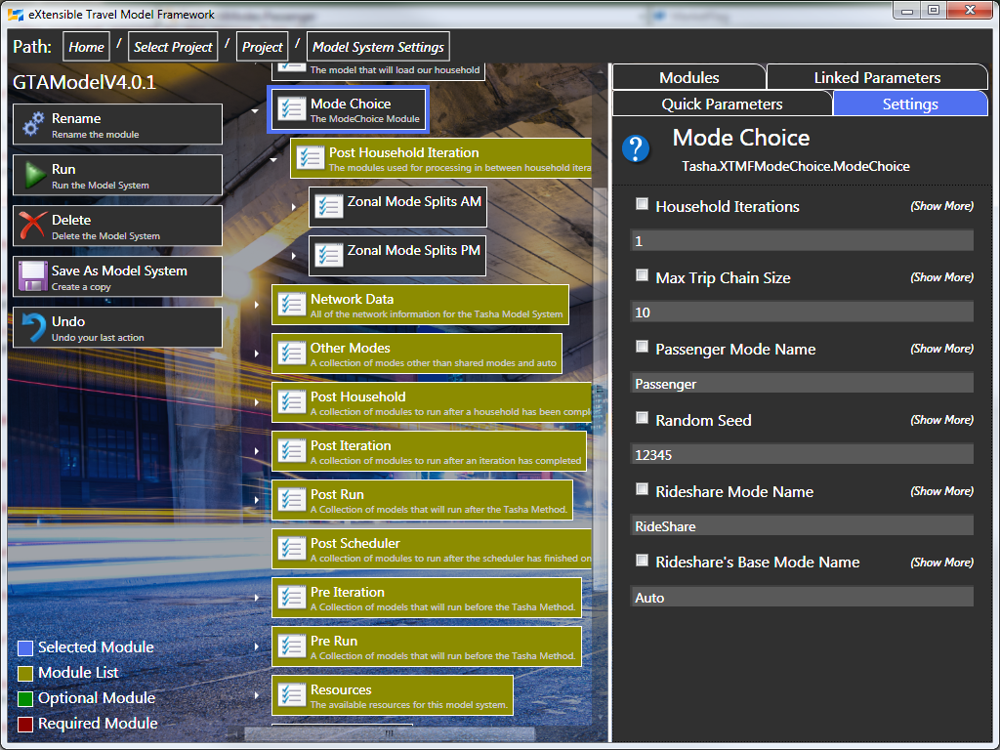 eXtensible Travel Model Framework
Path: Home / Select Project / Project / Model System Settings
GTAModelV4.0.1
Rename
Rename the module
Run
Run the Model System
Delete
Delete the Model System
Save As Model System
Create a copy
Undo
Undo your last action
Selected Module
Module List
Optional Module
Required Module
The model that will load our household
Mode Choice
The ModeChoice Module
Post Household Iteration
The modules used for processing in between household itera
Zonal Mode Splits AM
Zonal Mode Splits PM
Network Data
All of the network information for the Tasha Model System
Other Modes
A collection of modes other than shared modes and auto
Post Household
A collection of modules to run after a household has been compl
Post Iteration
A collection of modules to run after an iteration has completed
Post Run
A Collection of models that will run after the Tasha Method.
Post Scheduler
A collection of modules to run after the scheduler has finished on
Pre Iteration
A Collection of models that will run before the Tasha Method.
Pre Run
A Collection of models that will run before the Tasha Method.
Resources
The available resources for this model system.
Modules
Linked Parameters
Quick Parameters
Settings
?
Mode Choice
Tasha.XTMFModeChoice.ModeChoice
Household Iterations (Show More)
1
Max Trip Chain Size (Show More)
10
Passenger Mode Name (Show More)
Passenger
Random Seed (Show More)
12345
Rideshare Mode Name (Show More)
RideShare
Rideshare's Base Mode Name (Show More)
Auto